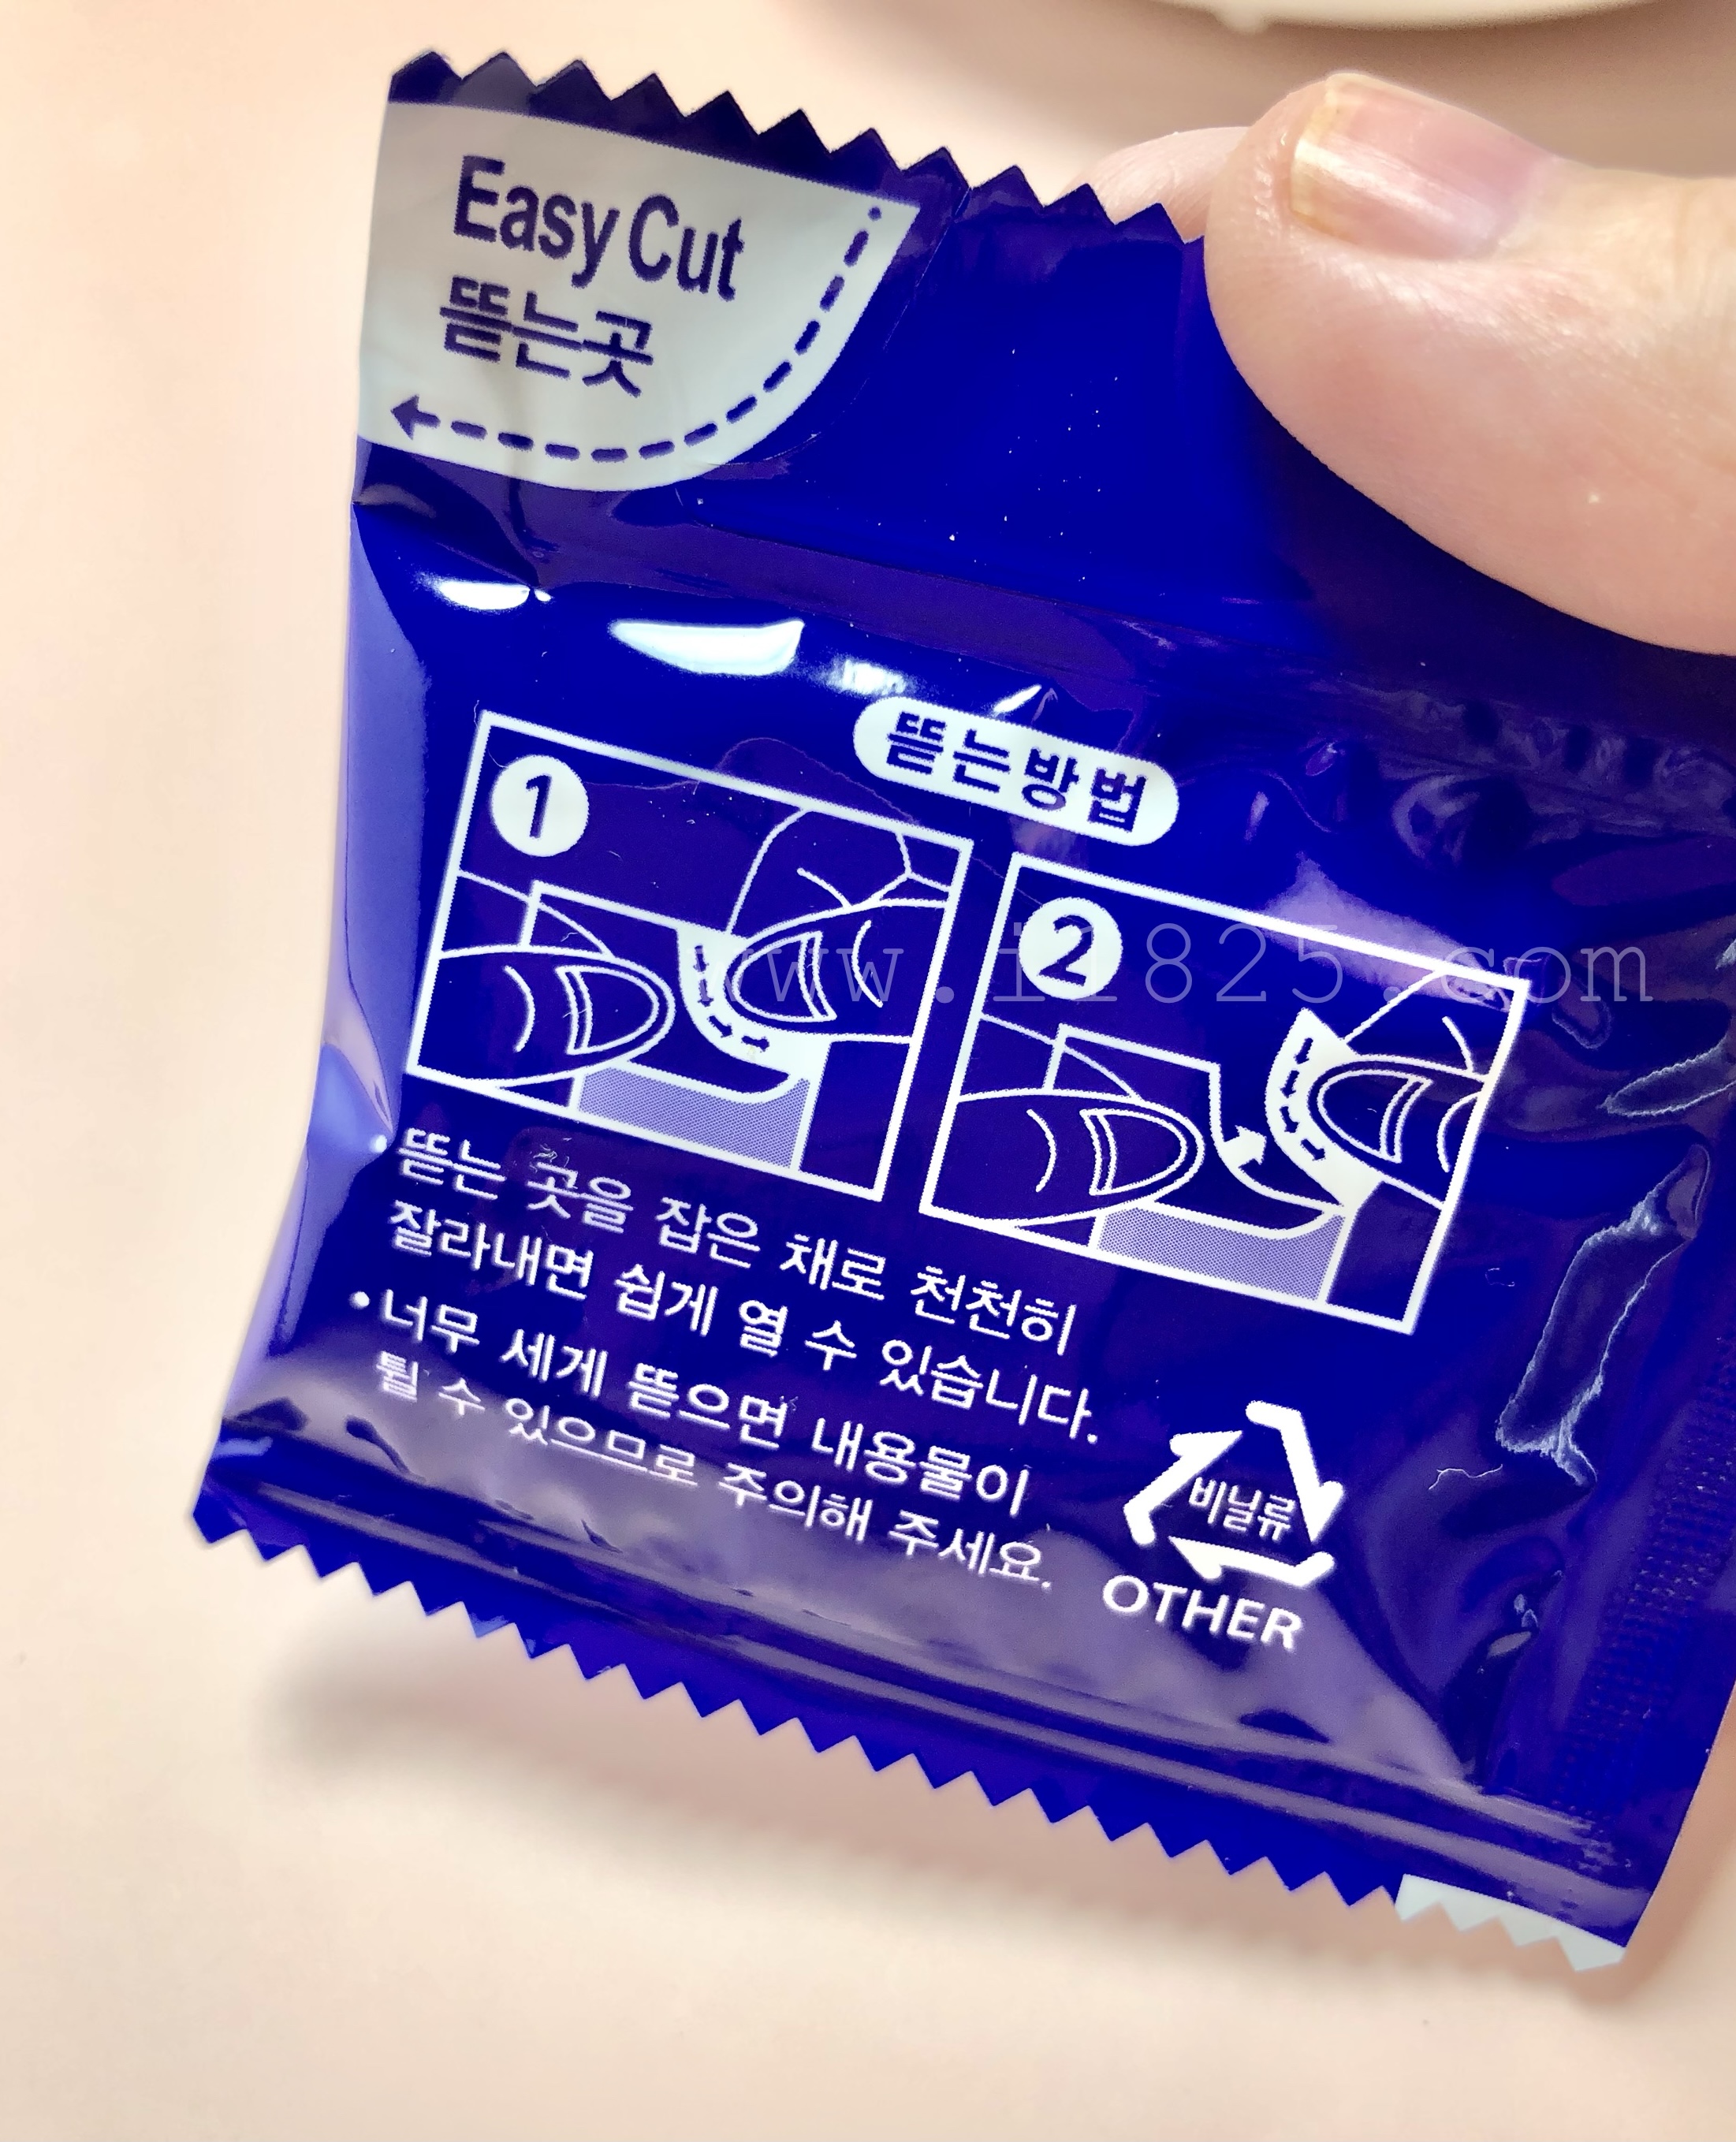 Easy Cut
뜯는곳
뜯는방법
1
2
뜯는 곳을 잡은 채로 천천히
잘라내면 쉽게 열 수 있습니다.
•너무 세게 뜯으면 내용물이
튈 수 있으므로 주의해 주세요.
비닐류
OTHER
www.i1825.com